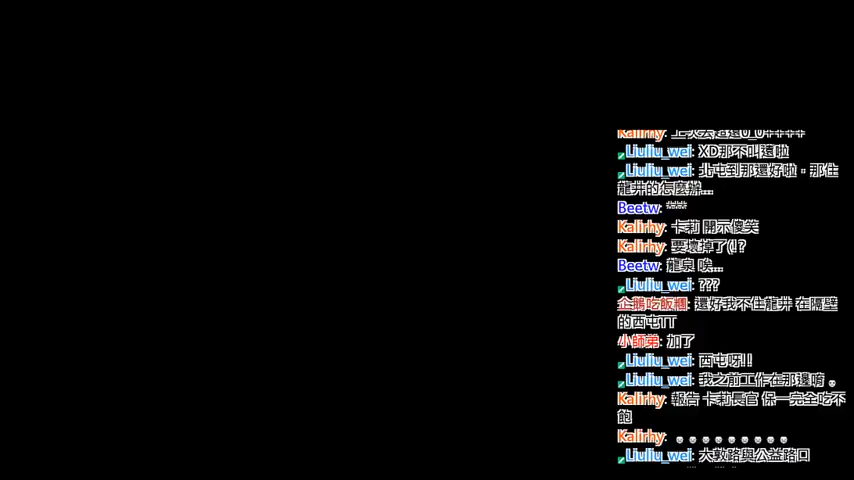 Kalirhy:
Liuliu_wei: XD那不叫遠啦
Liuliu_wei: 北屯到那還好啦，那住
龍井的怎麼辦...
Beetw: ***
Kalirhy: 卡莉 開示傻笑
Kalirhy: 要壞掉了(!?
Beetw: 龍泉 唉...
Liuliu_wei: ???
企鵝吃飯糰: 還好我不住龍井 在隔壁
的西屯TT
小師弟: 加了
Liuliu_wei: 西屯呀!!
Liuliu_wei: 我之前工作在那邊唷
Kalirhy: 報告 卡莉長官 保一完全吃不
飽
Kalirhy:
Liuliu_wei: 大敦路與公益路口